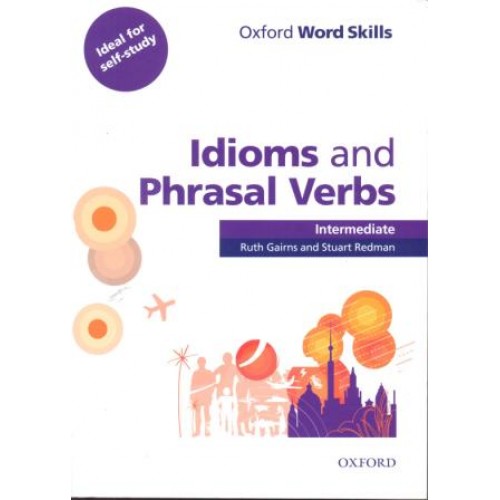 Ideal for
self-study
Oxford Word Skills
Idioms and
Phrasal Verbs
Intermediate
Ruth Gairns and Stuart Redman
OXFORD